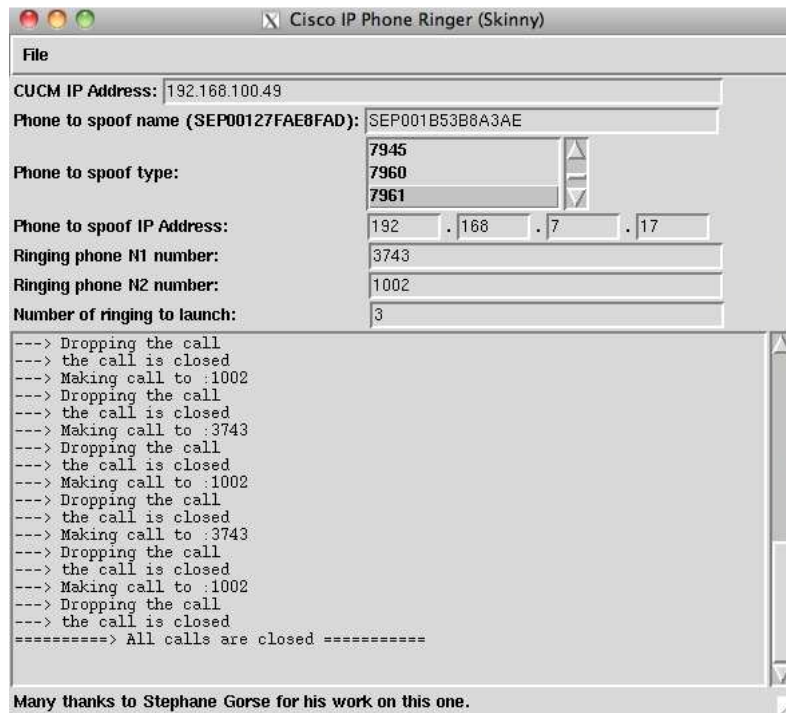 X Cisco IP Phone Ringer (Skinny)
File
CUCM IP Address: 192.168.100.49
Phone to spoof name (SEP00127FAE8FAD): SEP001B53B8A3AE
Phone to spoof type:
7945
7960
7961
Phone to spoof IP Address: 192 . 168 . 7 . 17
Ringing phone N1 number: 3743
Ringing phone N2 number: 1002
Number of ringing to launch: 3
---> Dropping the call
---> the call is closed
---> Making call to :1002
---> Dropping the call
---> the call is closed
---> Making call to :3743
---> Dropping the call
---> the call is closed
---> Making call to :1002
---> Dropping the call
---> the call is closed
---> Making call to :3743
---> Dropping the call
---> the call is closed
---> Making call to :1002
---> Dropping the call
---> the call is closed
==========> All calls are closed ===========
Many thanks to Stephane Gorse for his work on this one.